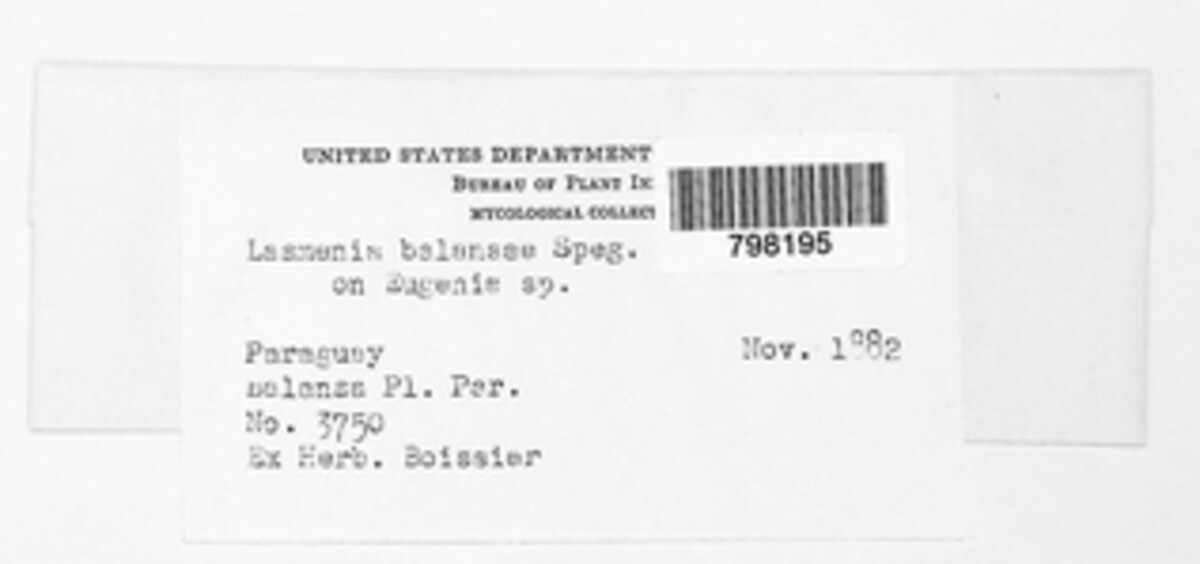 UNITED STATES DEPARTMENT
BUREAU OF PLANT IN
MYCOLOGICAL COLLECT
798195
Lasmenia balansae Speg.
on Eugenia sp.
Paraguay
Nov. 1882
Balansa Pl. Par.
No. 3750
Ex Herb. Boissier